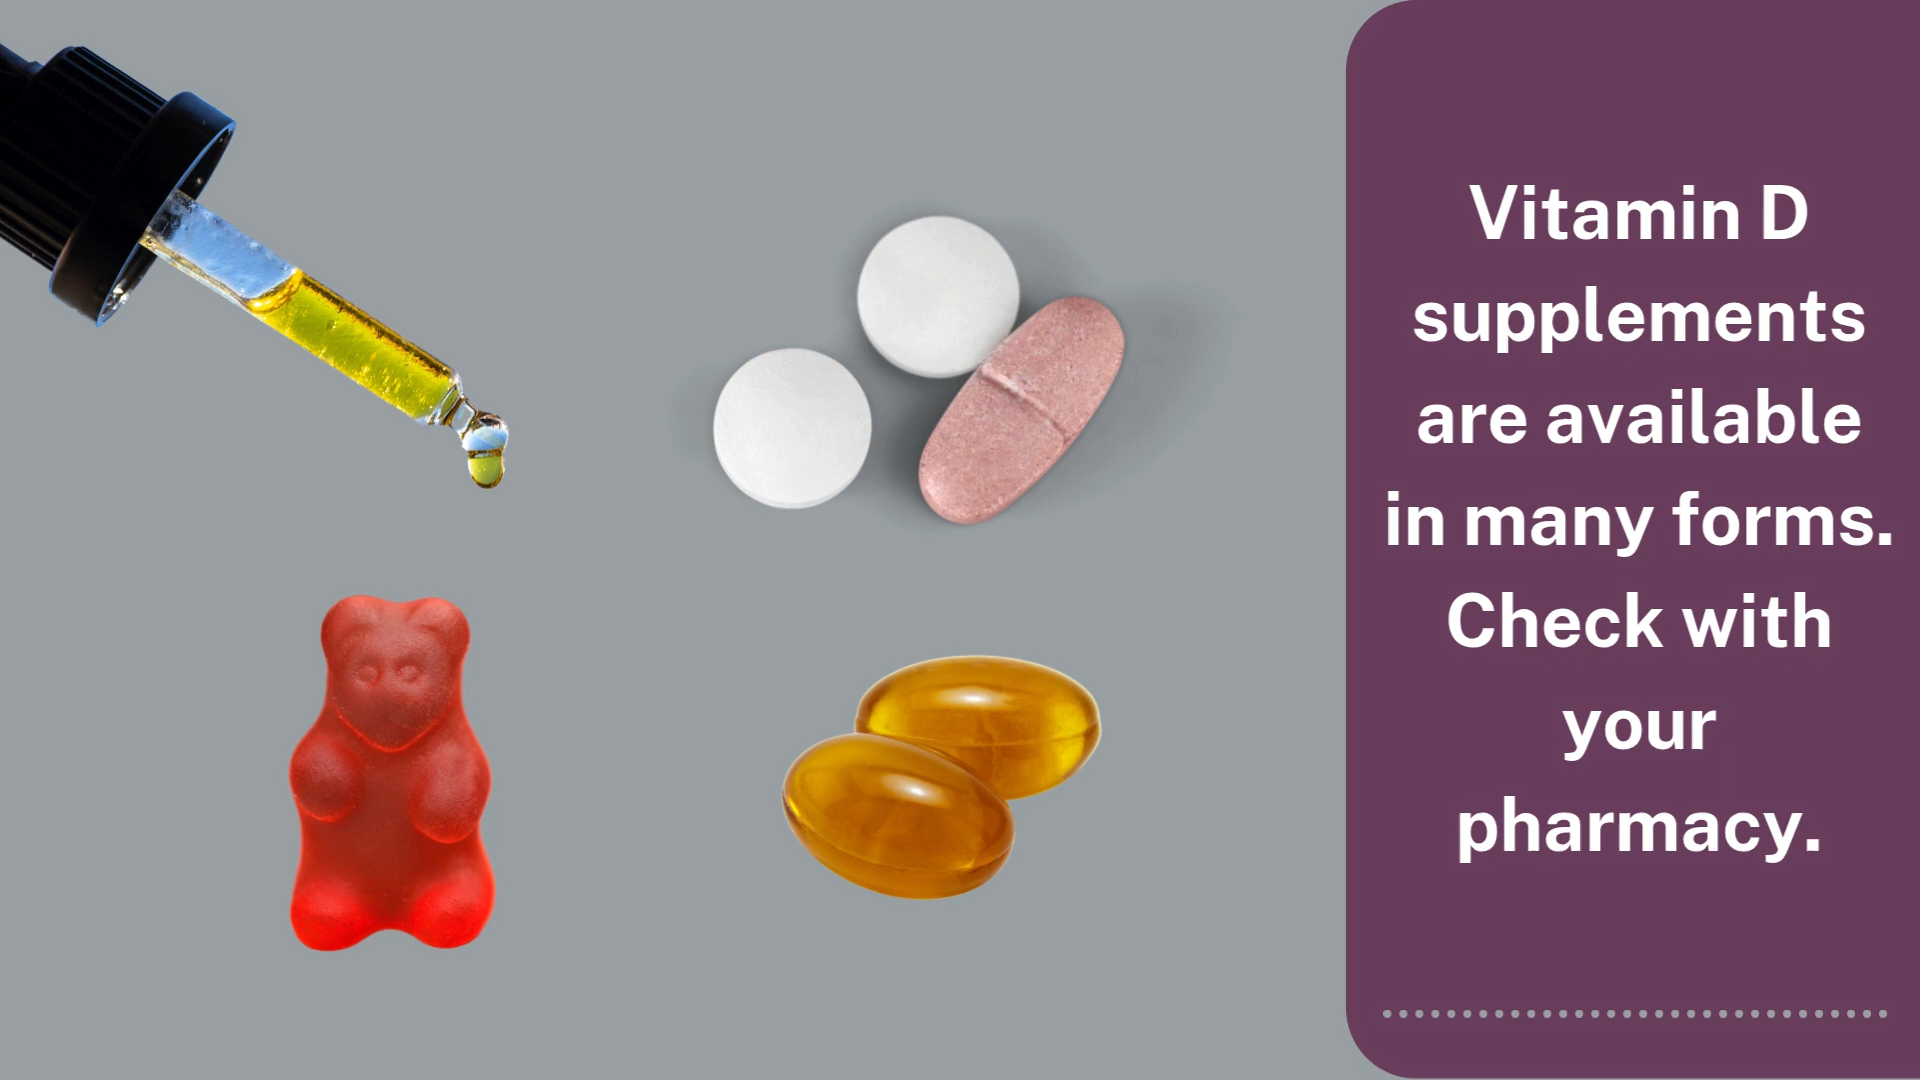 Vitamin D
supplements
are available
in many forms.
Check with
your
pharmacy.